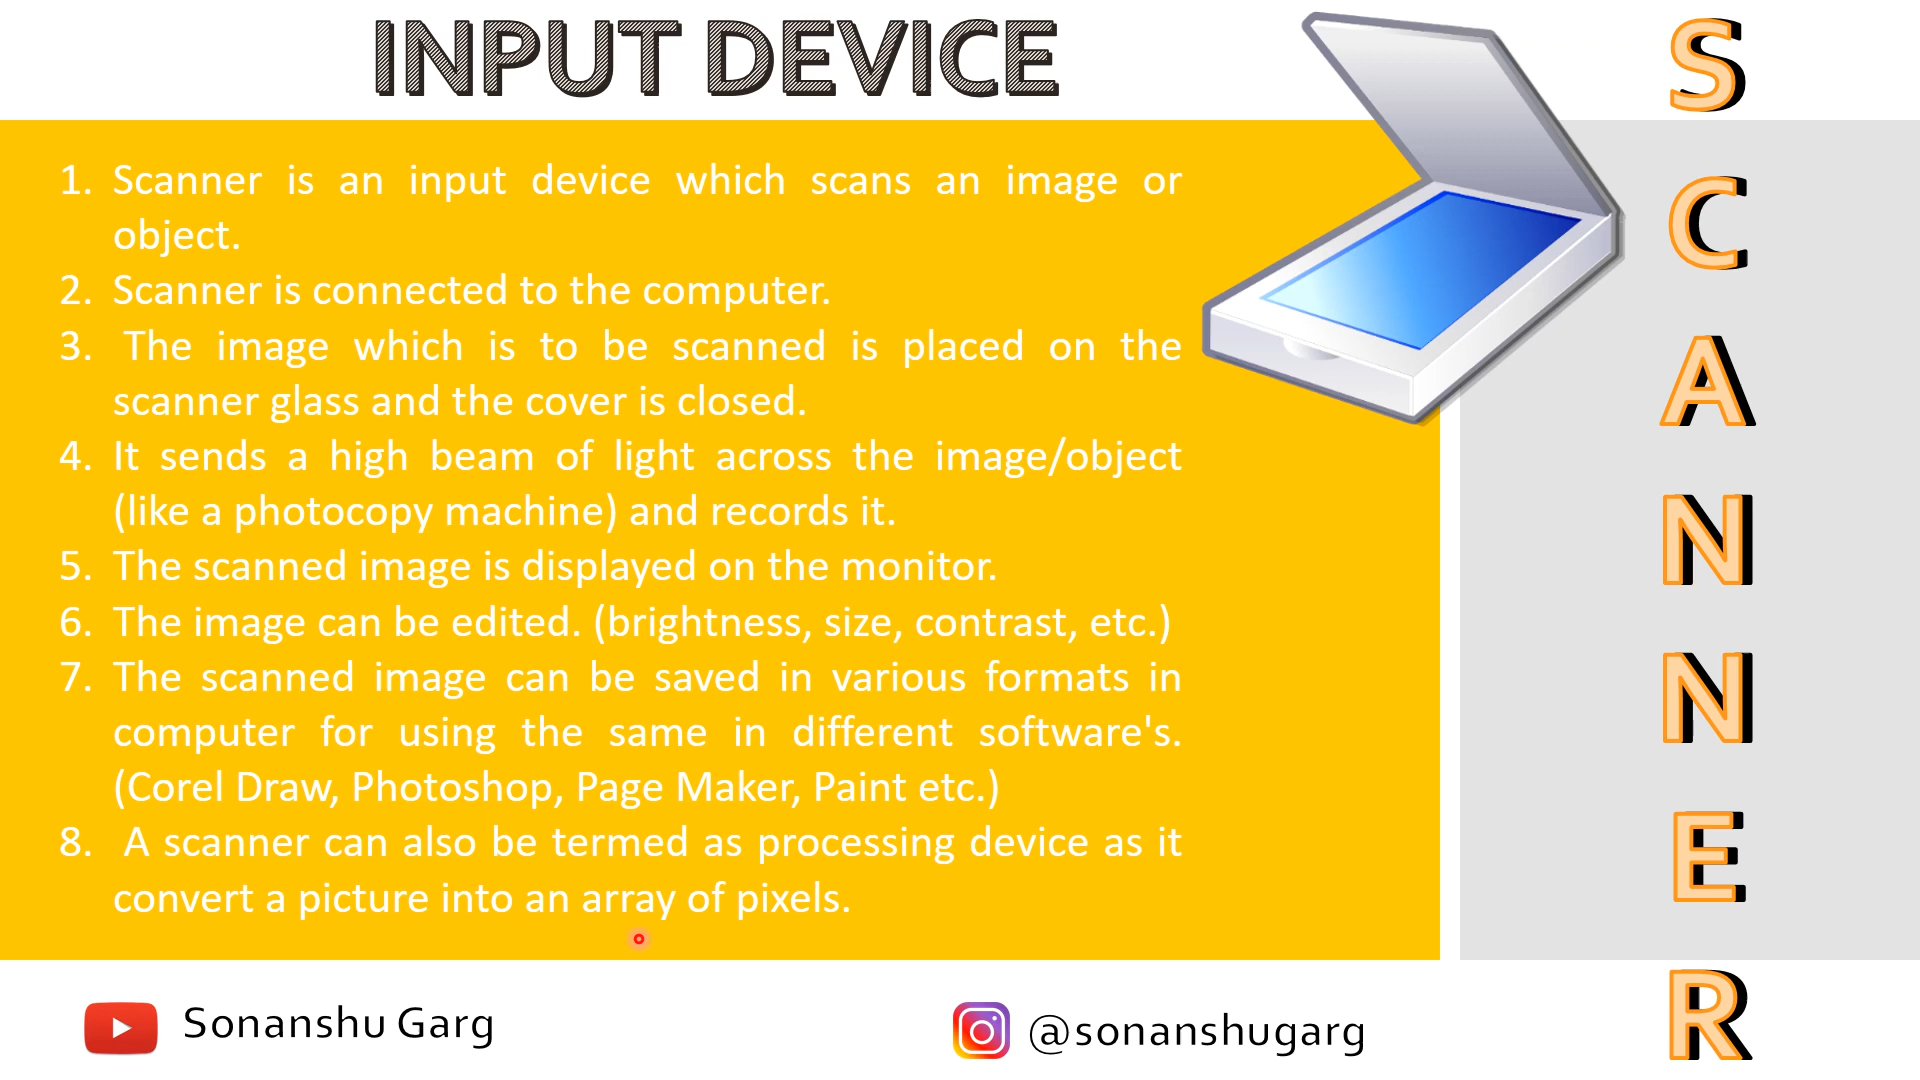 INPUT DEVICE
1. Scanner is an input device which scans an image or
object.
2. Scanner is connected to the computer.
3. The image which is to be scanned is placed on the
scanner glass and the cover is closed.
4. It sends a high beam of light across the image/object
(like a photocopy machine) and records it.
5. The scanned image is displayed on the monitor.
6. The image can be edited. (brightness, size, contrast, etc.)
7. The scanned image can be saved in various formats in
computer for using the same in different software's.
(Corel Draw, Photoshop, Page Maker, Paint etc.)
8. A scanner can also be termed as processing device as it
convert a picture into an array of pixels.
S
C
A
N
N
E
R
Sonanshu Garg
@sonanshugarg